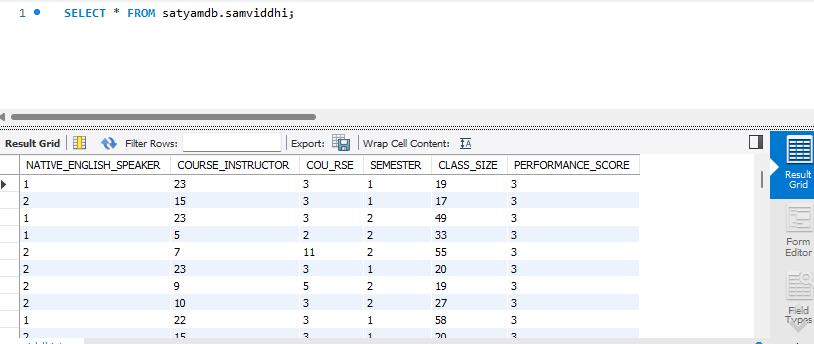 1 SELECT * FROM satyamdb.samviddhi;
Result Grid Filter Rows: Export: Wrap Cell Content:
NATIVE_ENGLISH_SPEAKER COURSE_INSTRUCTOR COU_RSE SEMESTER CLASS_SIZE PERFORMANCE_SCORE
1 23 3 1 19 3
2 15 3 1 17 3
1 23 3 2 49 3
1 5 2 2 33 3
2 7 11 2 55 3
2 23 3 1 20 3
2 9 5 2 19 3
2 10 3 2 27 3
1 22 3 1 58 3
2 15 3 1 20 3
Result
Grid
Form
Editor
Field
Types